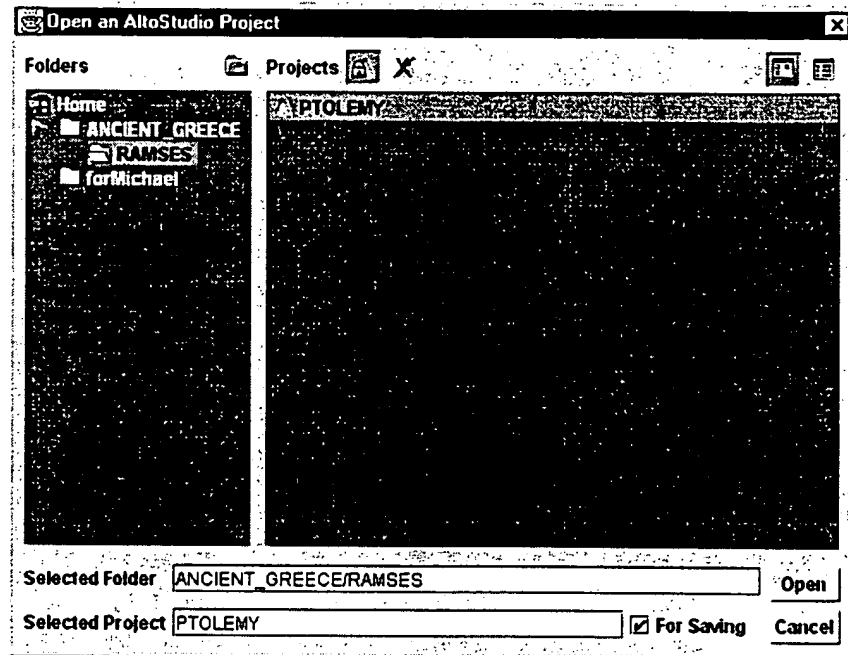 Open an AltoStudio Project
Folders
Projects
Home
ANCIENT_GREECE
RAMSES
forMichael
PTOLEMY
Selected Folder ANCIENT_GREECE/RAMSES Open
Selected Project PTOLEMY For Saving Cancel